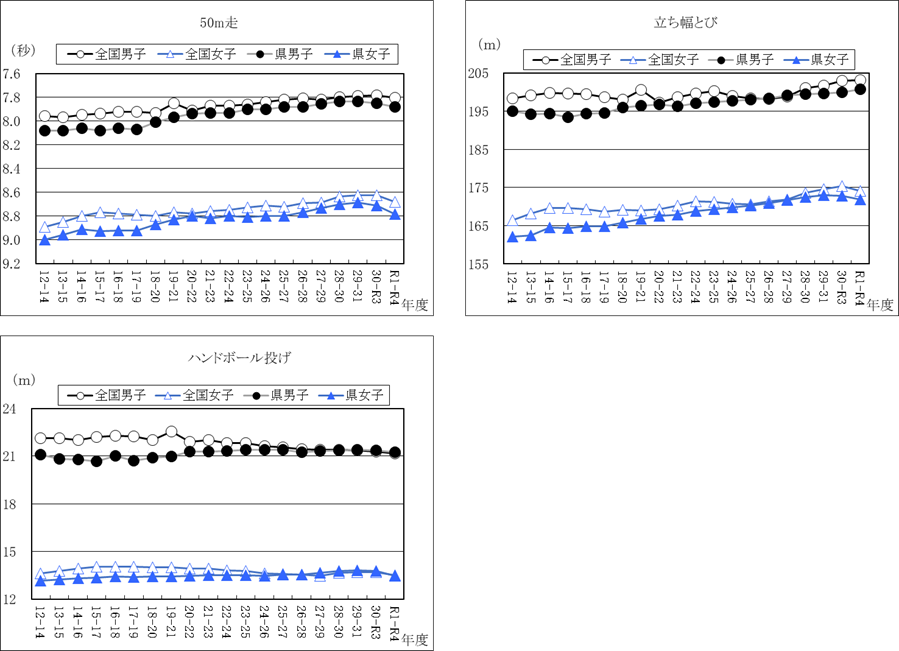 50m走
(秒)
全国男子 全国女子 県男子 県女子
7.6
7.8
8.0
8.2
8.4
8.6
8.8
9.0
9.2
12-14 13-15 14-16 15-17 16-18 17-19 18-20 19-21 20-22 21-23 22-24 23-25 24-26 25-27 26-28 27-29 28-30 29-31 30-R3 R1-R4
年度
立ち幅とび
(m)
全国男子 全国女子 県男子 県女子
205
195
185
175
165
155
12-14 13-15 14-16 15-17 16-18 17-19 18-20 19-21 20-22 21-23 22-24 23-25 24-26 25-27 26-28 27-29 28-30 29-31 30-R3 R1-R4
年度
ハンドボール投げ
(m)
全国男子 全国女子 県男子 県女子
24
21
18
15
12
12-14 13-15 14-16 15-17 16-18 17-19 18-20 19-21 20-22 21-23 22-24 23-25 24-26 25-27 26-28 27-29 28-30 29-31 30-R3 R1-R4
年度